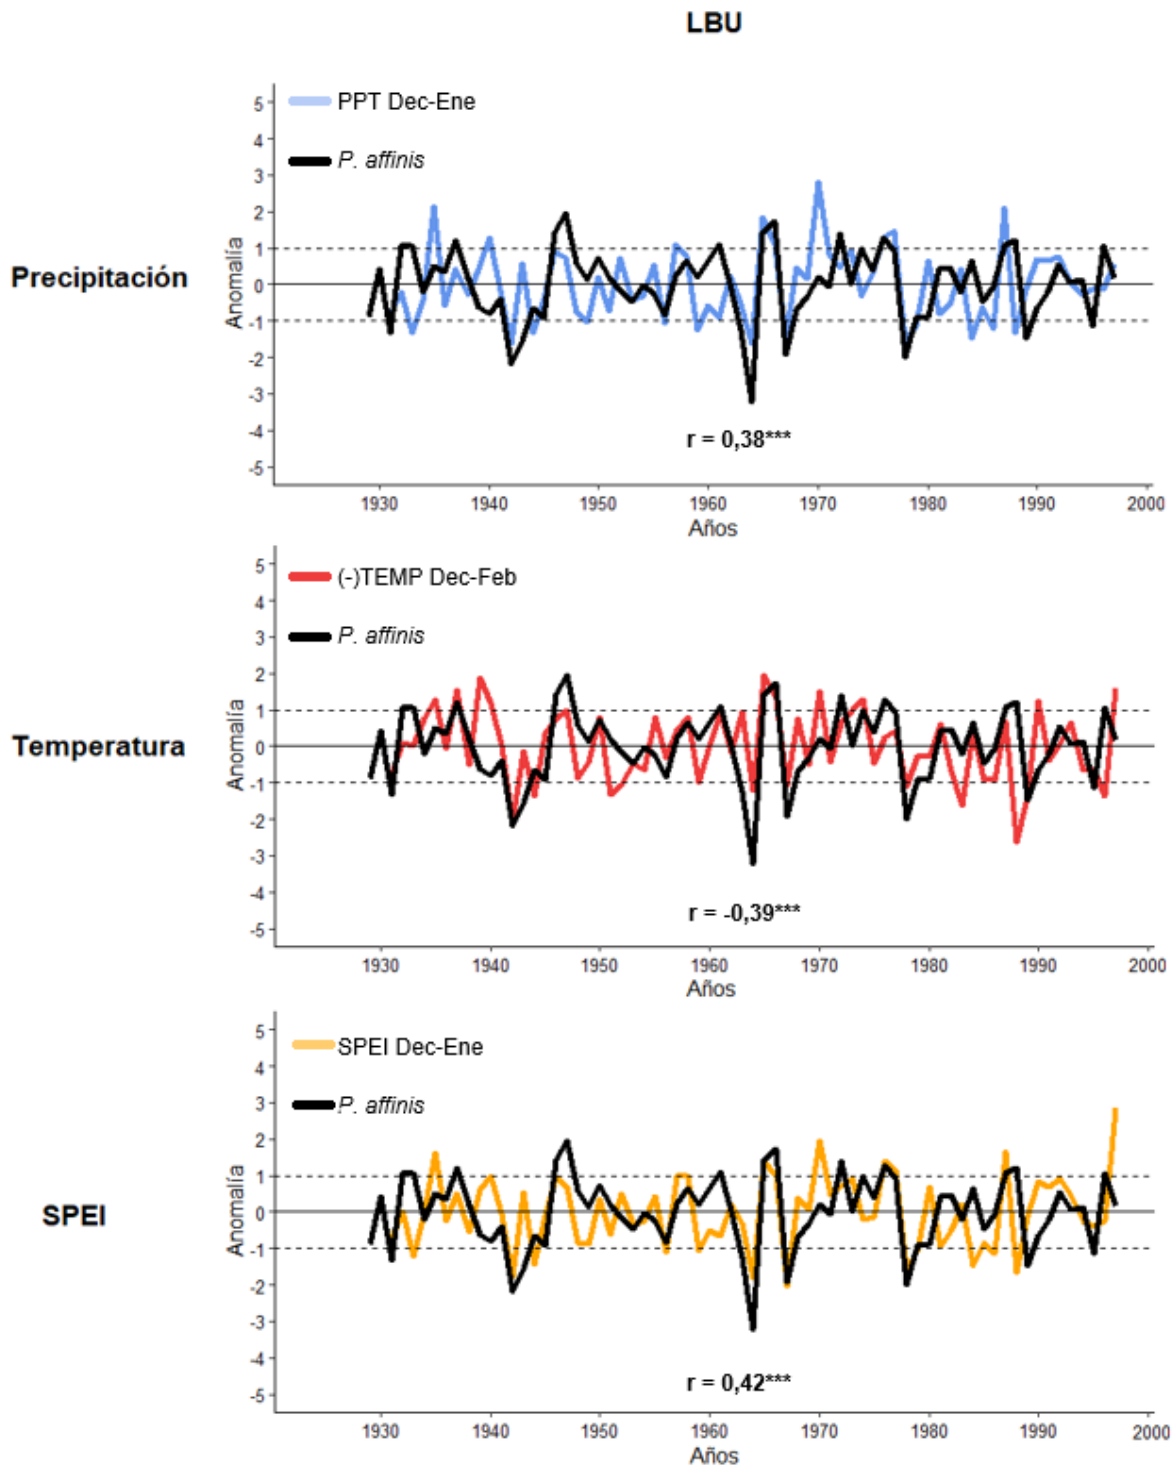 LBU
Precipitación
PPT Dec-Ene
P. affinis
Anomalía
5
4
3
2
1
0
-1
-2
-3
-4
-5
r = 0,38***
1930 1940 1950 1960 1970 1980 1990 2000
Años
Temperatura
(-)TEMP Dec-Feb
P. affinis
Anomalía
5
4
3
2
1
0
-1
-2
-3
-4
-5
r = -0,39***
1930 1940 1950 1960 1970 1980 1990 2000
Años
SPEI
SPEI Dec-Ene
P. affinis
Anomalía
5
4
3
2
1
0
-1
-2
-3
-4
-5
r = 0,42***
1930 1940 1950 1960 1970 1980 1990 2000
Años